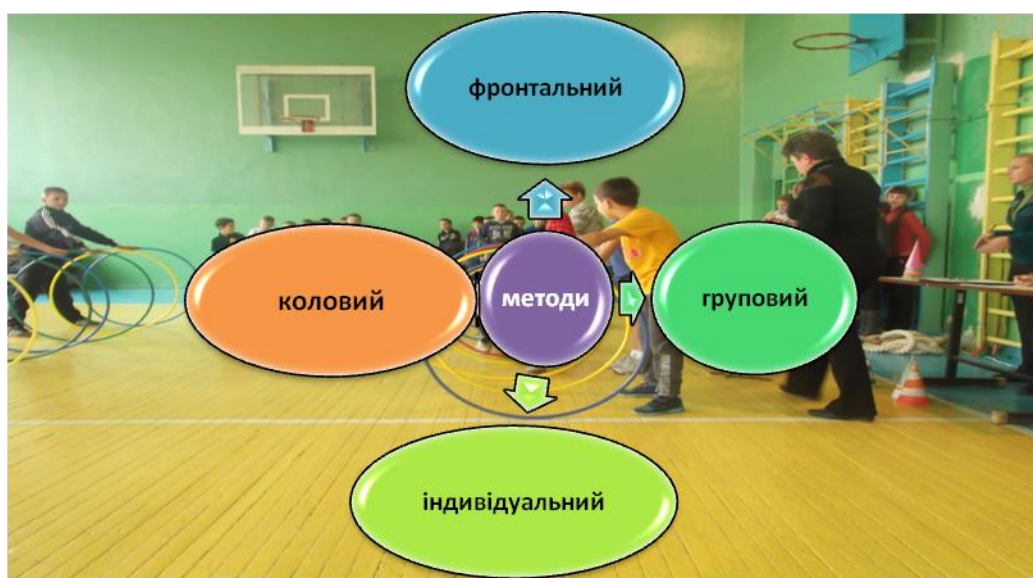 фронтальний
коловий
методи
груповий
індивідуальний